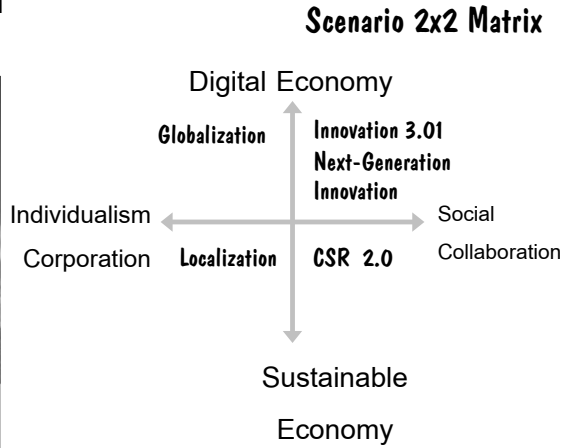 Scenario 2x2 Matrix
Digital Economy
Globalization
Innovation 3.01
Next-Generation
Innovation
Individualism
Corporation
Social
Collaboration
Localization
CSR 2.0
Sustainable
Economy